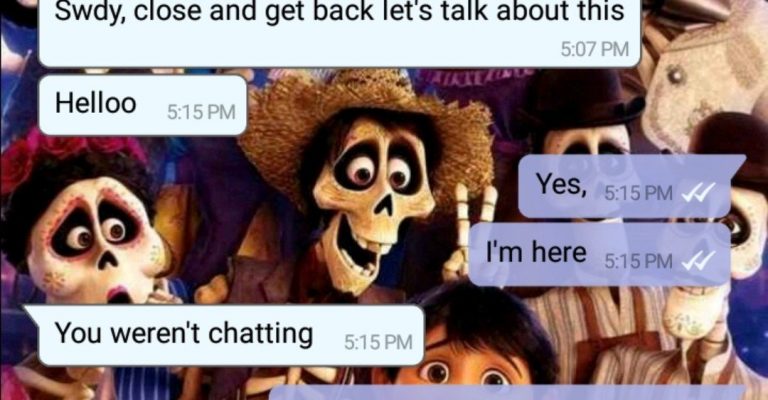 Swdy, close and get back let's talk about this
5:07 PM
Helloo 5:15 PM
Yes, 5:15 PM
I'm here 5:15 PM
You weren't chatting 5:15 PM